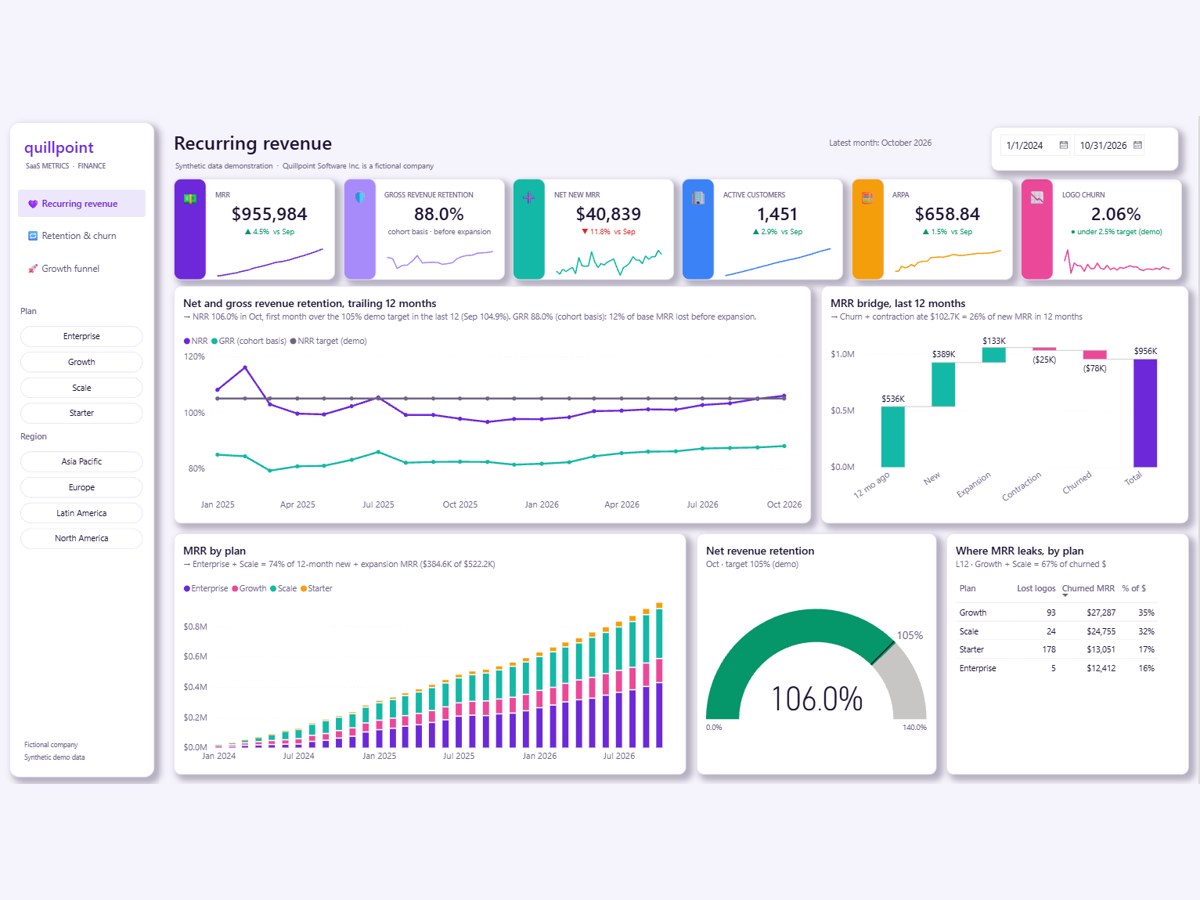 quillpoint
SaaS METRICS · FINANCE
Recurring revenue
Retention & churn
Growth funnel
Plan
Enterprise
Growth
Scale
Starter
Region
Asia Pacific
Europe
Latin America
North America
Fictional company
Synthetic demo data
Recurring revenue
Synthetic data demonstration · Quillpoint Software Inc. is a fictional company
Latest month: October 2026
1/1/2024 10/31/2026
MRR
$955,984
▲ 4.5% vs Sep
GROSS REVENUE RETENTION
88.0%
cohort basis · before expansion
NET NEW MRR
$40,839
▼ 11.8% vs Sep
ACTIVE CUSTOMERS
1,451
▲ 2.9% vs Sep
ARPA
$658.84
▲ 1.5% vs Sep
LOGO CHURN
2.06%
● under 2.5% target (demo)
Net and gross revenue retention, trailing 12 months
→ NRR 106.0% in Oct, first month over the 105% demo target in the last 12 (Sep 104.9%). GRR 88.0% (cohort basis): 12% of base MRR lost before expansion.
NRR GRR (cohort basis) NRR target (demo)
120%
100%
80%
Jan 2025 Apr 2025 Jul 2025 Oct 2025 Jan 2026 Apr 2026 Jul 2026 Oct 2026
MRR bridge, last 12 months
→ Churn + contraction ate $102.7K = 26% of new MRR in 12 months
$1.0M
$0.5M
$0.0M
$536K
$389K
$133K
($25K)
($78K)
$956K
12 mo ago New Expansion Contraction Churned Total
MRR by plan
→ Enterprise + Scale = 74% of 12-month new + expansion MRR ($384.6K of $522.2K)
Enterprise Growth Scale Starter
$0.8M
$0.6M
$0.4M
$0.2M
$0.0M
Jan 2024 Jul 2024 Jan 2025 Jul 2025 Jan 2026 Jul 2026
Net revenue retention
Oct · target 105% (demo)
105%
106.0%
0.0% 140.0%
Where MRR leaks, by plan
L12 · Growth + Scale = 67% of churned $
Plan Lost logos Churned MRR % of $
Growth 93 $27,287 35%
Scale 24 $24,755 32%
Starter 178 $13,051 17%
Enterprise 5 $12,412 16%